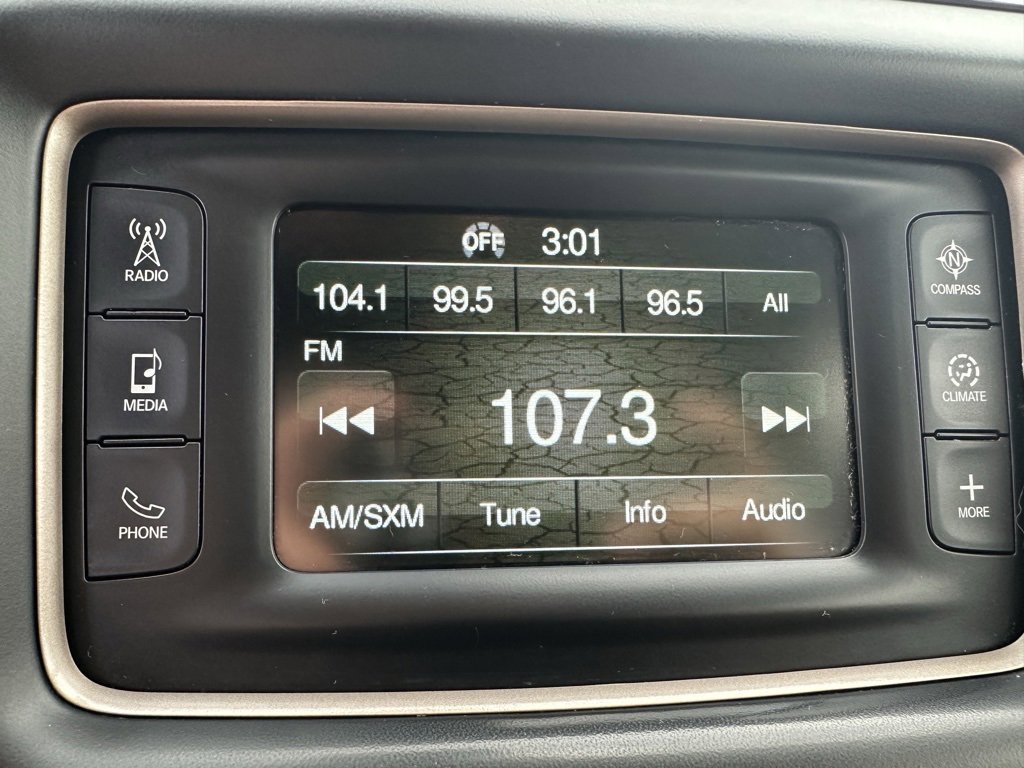 OFF 3:01
104.1 99.5 96.1 96.5 All
FM
107.3
AM/SXM Tune Info Audio
RADIO
MEDIA
PHONE
N
COMPASS
CLIMATE
MORE